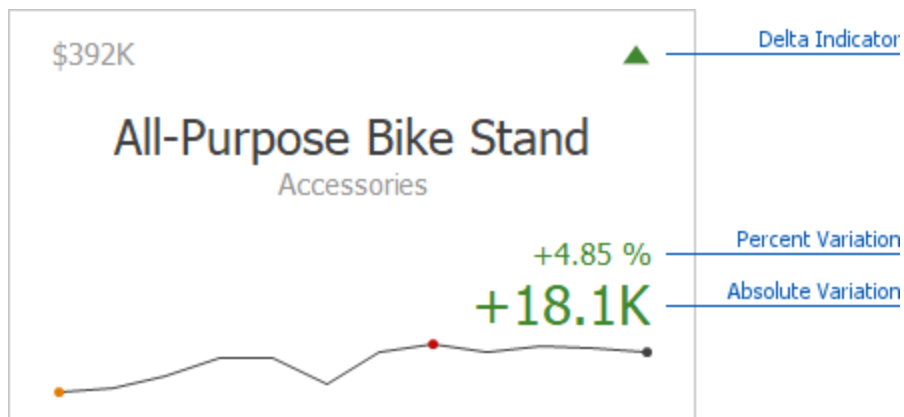 $392K
Delta Indicator
All-Purpose Bike Stand
Accessories
+4.85 %
Percent Variation
+18.1K
Absolute Variation